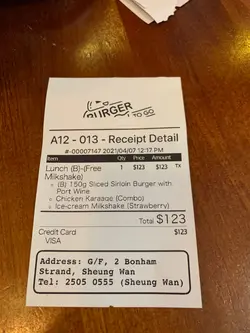 BURGER
TO GO
A12 - 013 - Receipt Detail
#-00007147 2021/04/07 12:17 PM
Item Qty Price Amount
Lunch (B)-(Free 1 $123 $123 TX
Milkshake)
◦ (B) 150g Sliced Sirloin Burger with
Port Wine
◦ Chicken Karaage (Combo)
◦ Ice-cream Milkshake (Strawberry)
Total $123
Credit Card $123
VISA
Address: G/F, 2 Bonham
Strand, Sheung Wan
Tel: 2505 0555 (Sheung Wan)